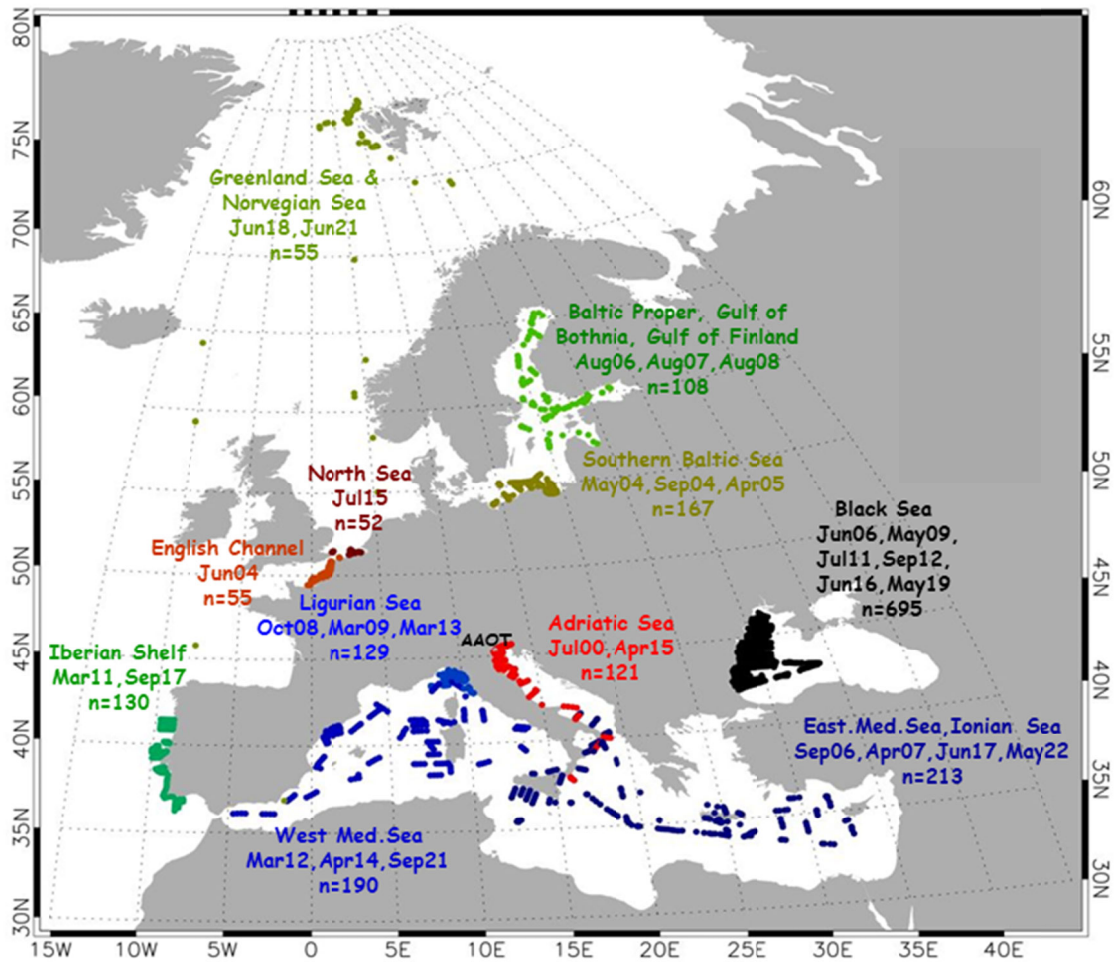 80N
75N
70N
65N
60N
55N
50N
45N
40N
35N
30N
60N
55N
50N
45N
40N
35N
30N
Greenland Sea &
Norvegian Sea
Jun18,Jun21
n=55
Baltic Proper, Gulf of
Bothnia, Gulf of Finland
Aug06,Aug07,Aug08
n=108
Southern Baltic Sea
May04,Sep04,Apr05
n=167
North Sea
Jul15
n=52
English Channel
Jun04
n=55
Black Sea
Jun06,May09,
Jul11,Sep12,
Jun16,May19
n=695
Ligurian Sea
Oct08,Mar09,Mar13
n=129
AAOT
Adriatic Sea
Jul00,Apr15
n=121
Iberian Shelf
Mar11,Sep17
n=130
East.Med.Sea,Ionian Sea
Sep06,Apr07,Jun17,May22
n=213
West Med.Sea
Mar12,Apr14,Sep21
n=190
15W 10W 5W 0 5E 10E 15E 20E 25E 30E 35E 40E